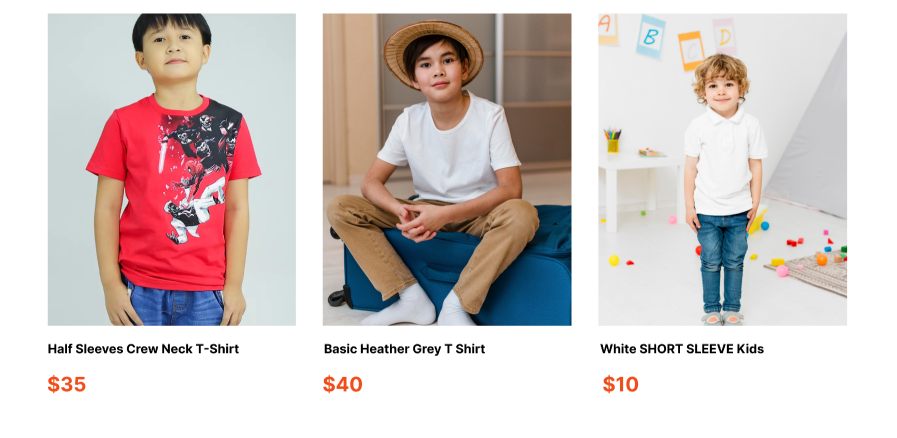 A
B
D
Half Sleeves Crew Neck T-Shirt
Basic Heather Grey T Shirt
White SHORT SLEEVE Kids
$35
$40
$10